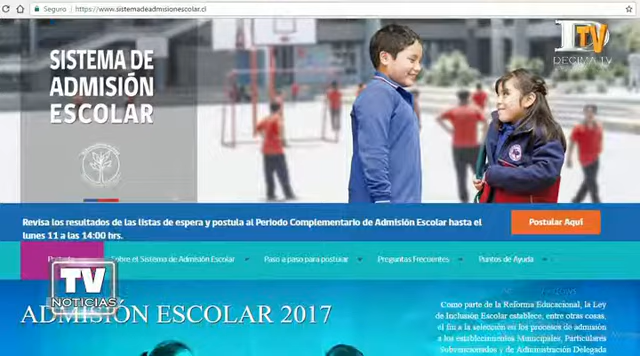 Seguro | https://www.sistemadeadmisionescolar.cl
DTV
DECIMA TV
SISTEMA DE
ADMISIÓN
ESCOLAR
Revisa los resultados de las listas de espera y postula al Periodo Complementario de Admisión Escolar hasta el
lunes 11 a las 14:00 hrs.
Postular Aquí
Sobre el Sistema de Admisión Escolar
Paso a paso para postular
Preguntas Frecuentes
Puntos de Ayuda
TV
NOTICIAS
ADMISIÓN ESCOLAR 2017
Como parte de la Reforma Educacional, la Ley
de Inclusión Escolar establece, entre otras cosas,
el fin a la selección en los procesos de admisión
a los establecimientos Municipales, Particulares
Subvencionados y de Administración Delegada